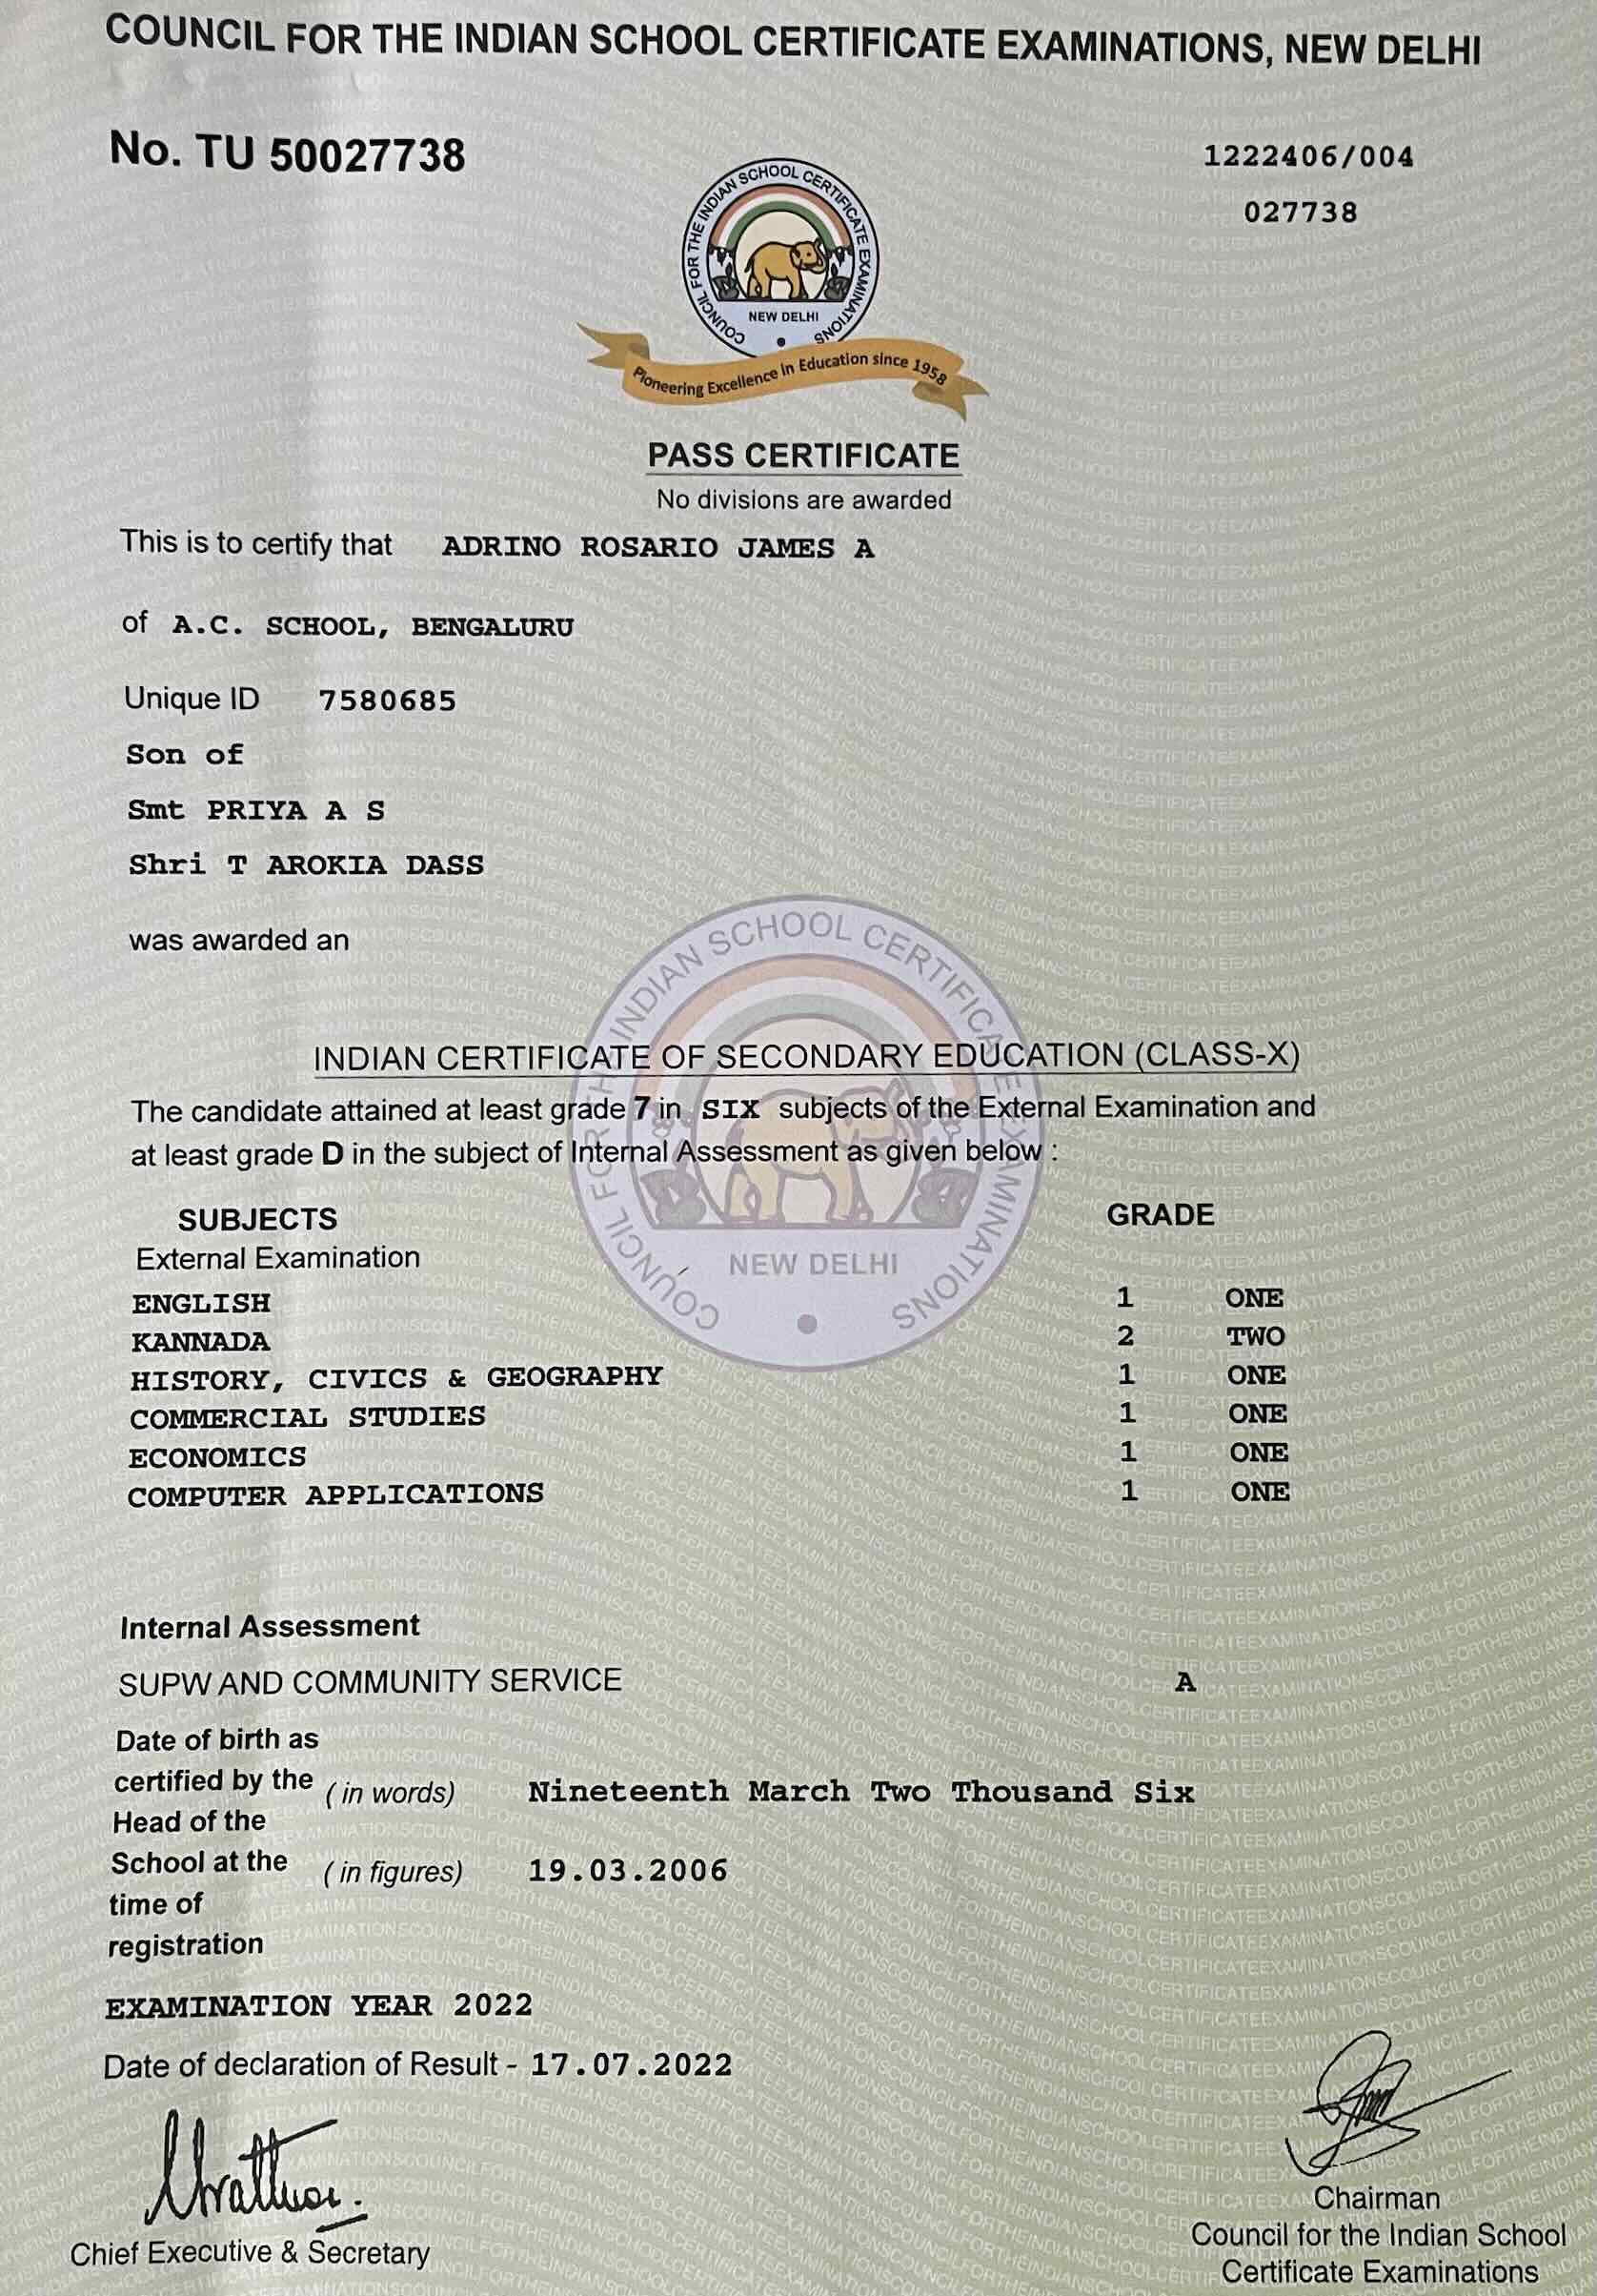 COUNCIL FOR THE INDIAN SCHOOL CERTIFICATE EXAMINATIONS, NEW DELHI
No. TU 50027738
1222406/004
027738
COUNCIL FOR THE INDIAN SCHOOL CERTIFICATE EXAMINATIONS
NEW DELHI
Pioneering Excellence in Education since 1958
PASS CERTIFICATE
No divisions are awarded
This is to certify that ADRINO ROSARIO JAMES A
of A.C. SCHOOL, BENGALURU
Unique ID 7580685
Son of
Smt PRIYA A S
Shri T AROKIA DASS
was awarded an
COUNCIL FOR THE INDIAN SCHOOL CERTIFICATE EXAMINATIONS
INDIAN CERTIFICATE OF SECONDARY EDUCATION (CLASS-X)
The candidate attained at least grade 7 in SIX subjects of the External Examination and
at least grade D in the subject of Internal Assessment as given below :
SUBJECTS GRADE
External Examination
NEW DELHI
ENGLISH 1 ONE
KANNADA 2 TWO
HISTORY, CIVICS & GEOGRAPHY 1 ONE
COMMERCIAL STUDIES 1 ONE
ECONOMICS 1 ONE
COMPUTER APPLICATIONS 1 ONE
Internal Assessment
SUPW AND COMMUNITY SERVICE A
Date of birth as
certified by the (in words) Nineteenth March Two Thousand Six
Head of the
School at the (in figures) 19.03.2006
time of
registration
EXAMINATION YEAR 2022
Date of declaration of Result - 17.07.2022
Chief Executive & Secretary
Chairman
Council for the Indian School
Certificate Examinations